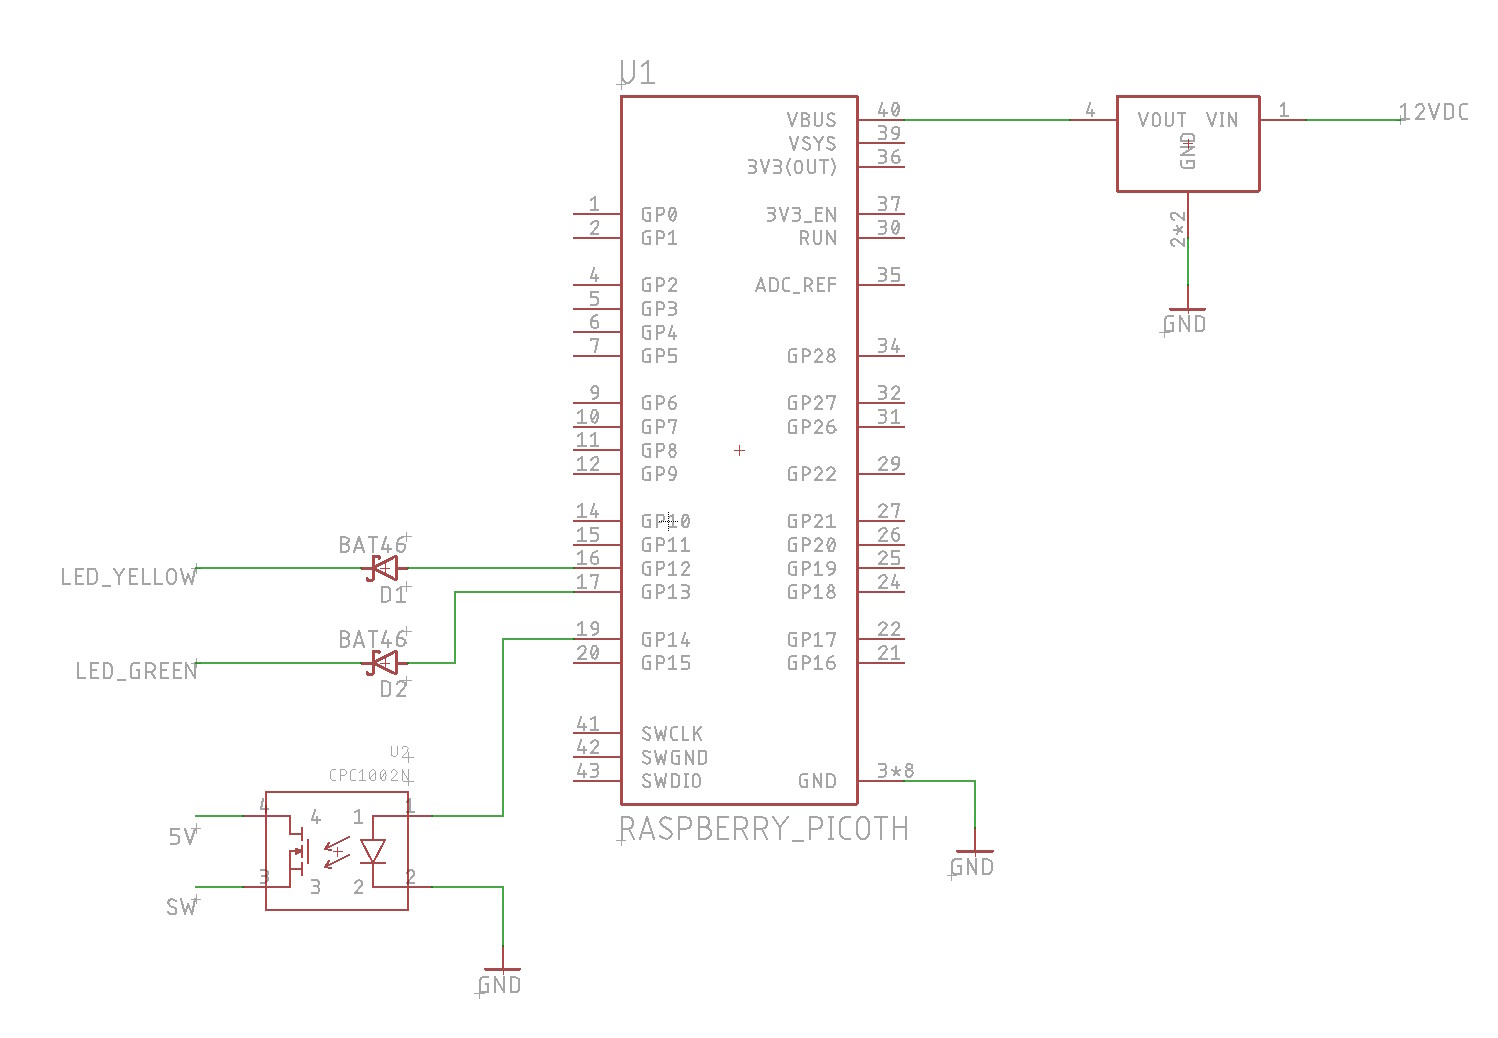 U1
VBUS 40
VSYS 39
3V3(OUT) 36
1 GP0
2 GP1
3V3_EN 37
RUN 30
4 GP2
5 GP3
6 GP4
7 GP5
ADC_REF 35
GP28 34
9 GP6
10 GP7
11 GP8
12 GP9
GP27 32
GP26 31
GP22 29
14 GP10
15 GP11
16 GP12
17 GP13
GP21 27
GP20 26
GP19 25
GP18 24
19 GP14
20 GP15
GP17 22
GP16 21
41 SWCLK
42 SWGND
43 SWDIO
GND 3*8
RASPBERRY_PICOTH
GND
4 VOUT VIN 1 12VDC
GND
2*2
GND
BAT46
LED_YELLOW
D1
BAT46
LED_GREEN
D2
U2
CPC1002N
4 4 1 1
5V
3 3 2 2
SW
GND